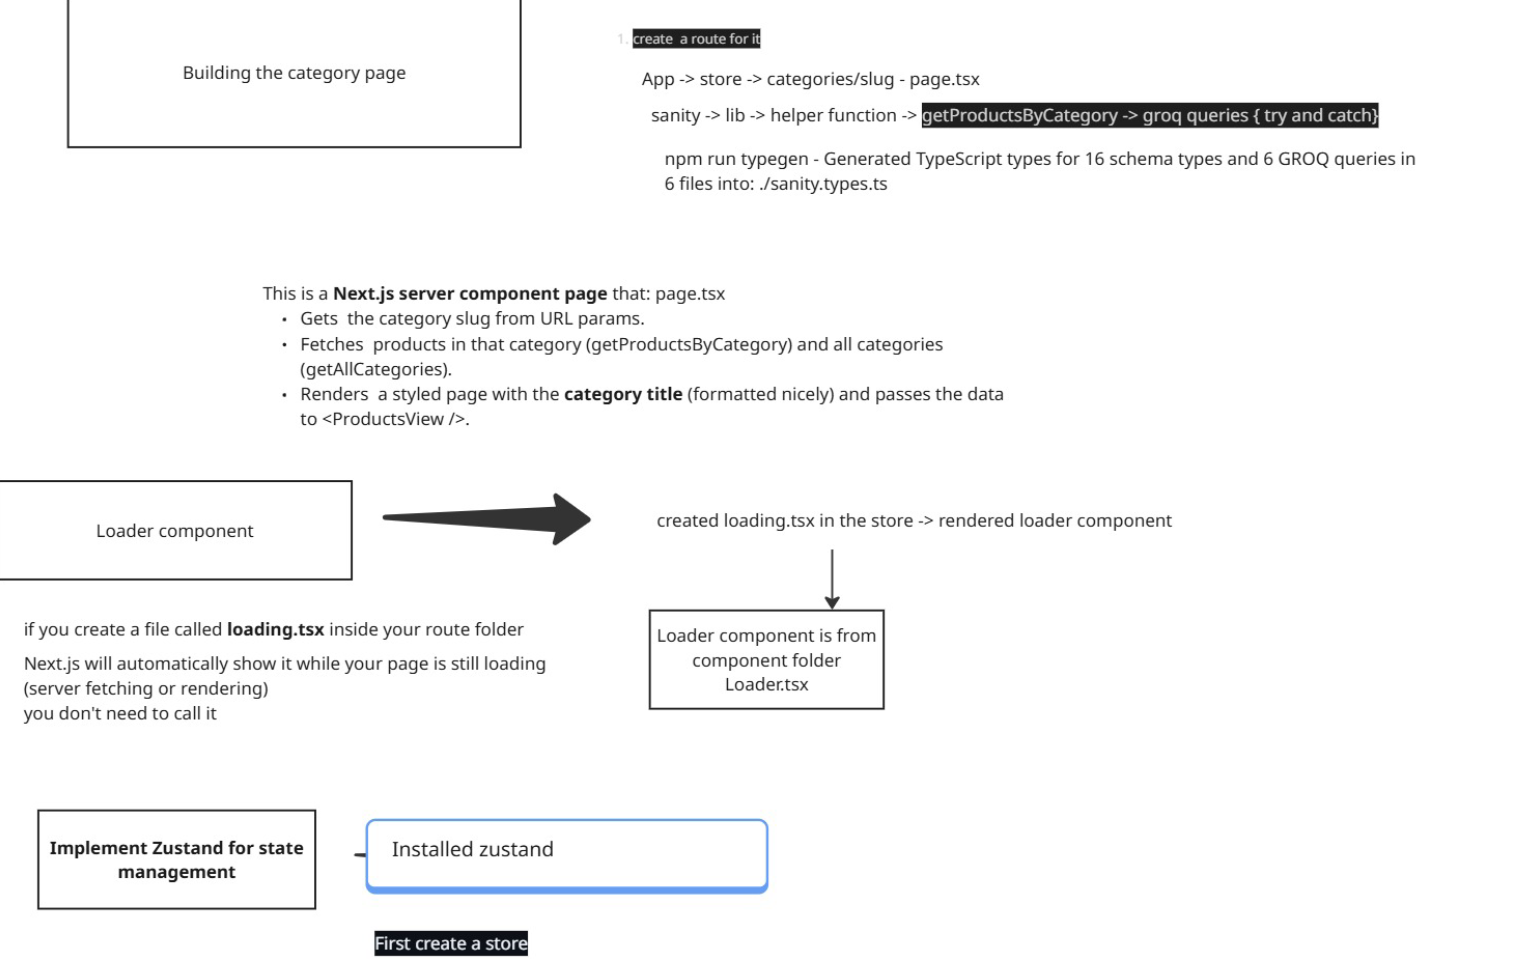 Building the category page
1. create  a route for it
App -> store -> categories/slug - page.tsx
sanity -> lib -> helper function -> getProductsByCategory -> groq queries { try and catch}
npm run typegen - Generated TypeScript types for 16 schema types and 6 GROQ queries in
6 files into: ./sanity.types.ts
This is a Next.js server component page that: page.tsx
• Gets  the category slug from URL params.
• Fetches  products in that category (getProductsByCategory) and all categories
(getAllCategories).
• Renders  a styled page with the category title (formatted nicely) and passes the data
to <ProductsView />.
Loader component
created loading.tsx in the store -> rendered loader component
Loader component is from
component folder
Loader.tsx
if you create a file called loading.tsx inside your route folder
Next.js will automatically show it while your page is still loading
(server fetching or rendering)
you don't need to call it
Implement Zustand for state
management
Installed zustand
First create a store